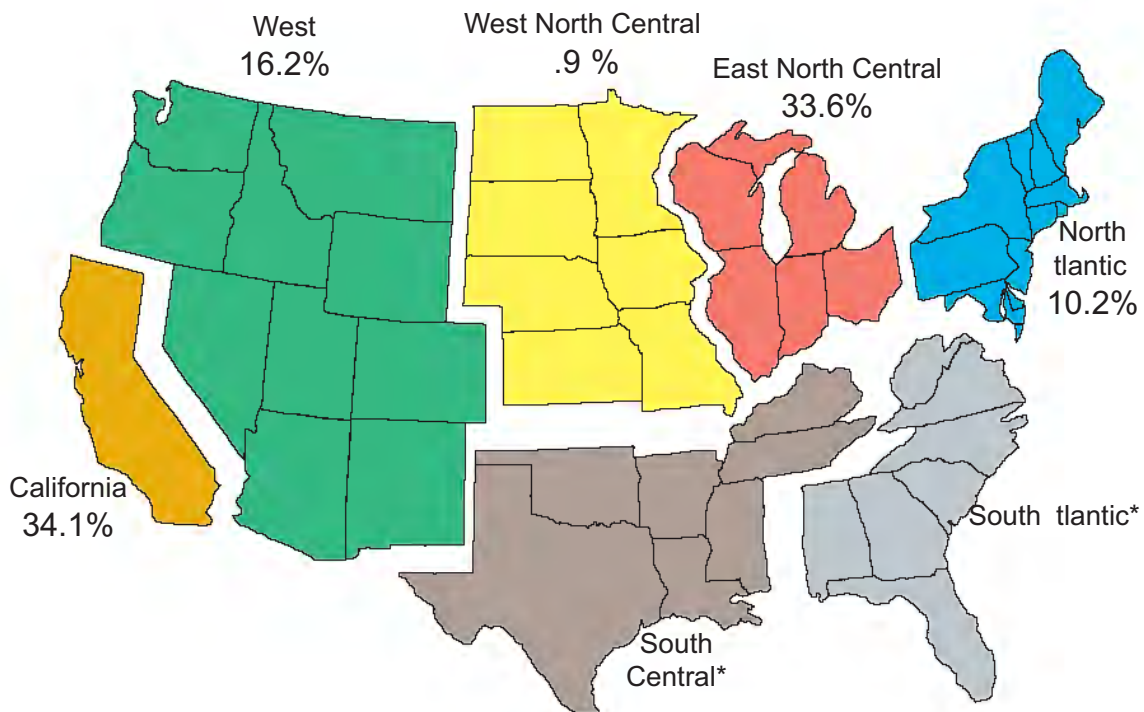 West
16.2%
West North Central
.9 %
East North Central
33.6%
North
tlantic
10.2%
California
34.1%
South tlantic*
South
Central*